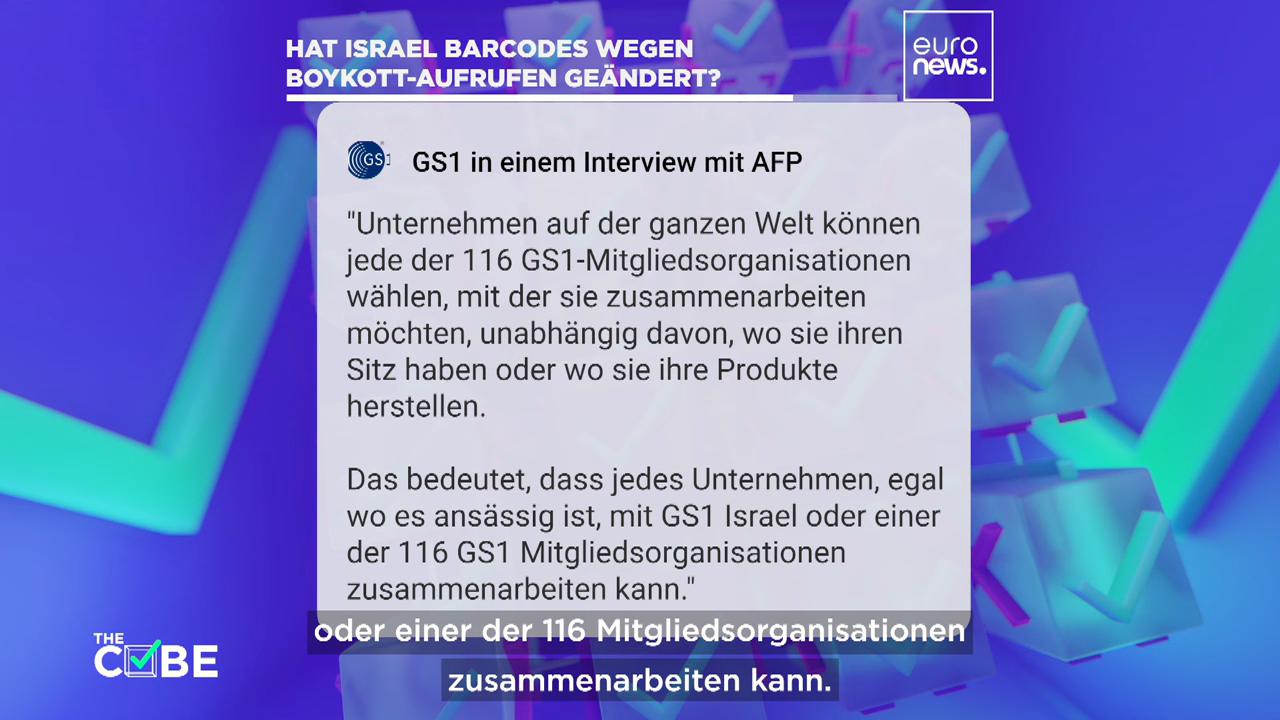 HAT ISRAEL BARCODES WEGEN
BOYKOTT-AUFRUFEN GEÄNDERT?
euro
news.
GS1
GS1 in einem Interview mit AFP
"Unternehmen auf der ganzen Welt können
jede der 116 GS1-Mitgliedsorganisationen
wählen, mit der sie zusammenarbeiten
möchten, unabhängig davon, wo sie ihren
Sitz haben oder wo sie ihre Produkte
herstellen.
Das bedeutet, dass jedes Unternehmen, egal
wo es ansässig ist, mit GS1 Israel oder einer
der 116 GS1 Mitgliedsorganisationen
zusammenarbeiten kann."
oder einer der 116 Mitgliedsorganisationen
zusammenarbeiten kann.
THE
CUBE